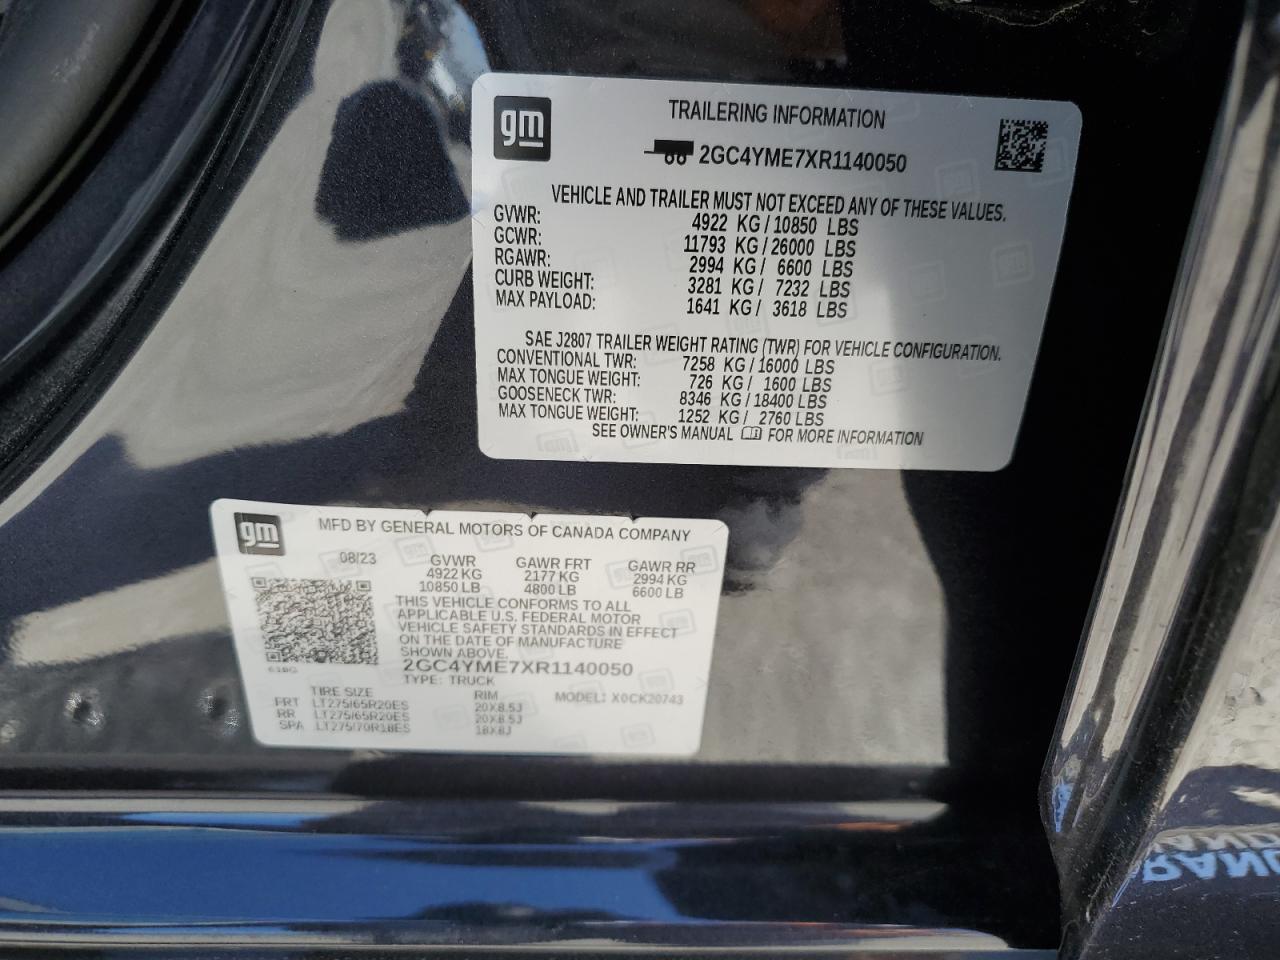 gm
TRAILERING INFORMATION
2GC4YME7XR1140050
VEHICLE AND TRAILER MUST NOT EXCEED ANY OF THESE VALUES.
GVWR: 4922 KG/10850 LBS
GCWR: 11793 KG/26000 LBS
RGAWR: 2994 KG/ 6600 LBS
CURB WEIGHT: 3281 KG/ 7232 LBS
MAX PAYLOAD: 1641 KG/ 3618 LBS
SAE J2807 TRAILER WEIGHT RATING (TWR) FOR VEHICLE CONFIGURATION.
CONVENTIONAL TWR: 7258 KG/16000 LBS
MAX TONGUE WEIGHT: 726 KG/ 1600 LBS
GOOSENECK TWR: 8346 KG/18400 LBS
MAX TONGUE WEIGHT: 1252 KG/ 2760 LBS
SEE OWNER'S MANUAL FOR MORE INFORMATION
gm
MFD BY GENERAL MOTORS OF CANADA COMPANY
08/23 GVWR GAWR FRT GAWR RR
4922 KG 2177 KG 2994 KG
10850 LB 4800 LB 6600 LB
THIS VEHICLE CONFORMS TO ALL
APPLICABLE U.S. FEDERAL MOTOR
VEHICLE SAFETY STANDARDS IN EFFECT
ON THE DATE OF MANUFACTURE
SHOWN ABOVE.
2GC4YME7XR1140050
TYPE: TRUCK
TIRE SIZE RIM MODEL: X0CK20743
FRT LT275/65R20ES 20X8.5J
RR LT275/65R20ES 20X8.5J
SPA LT275/70R18ES 18X8J